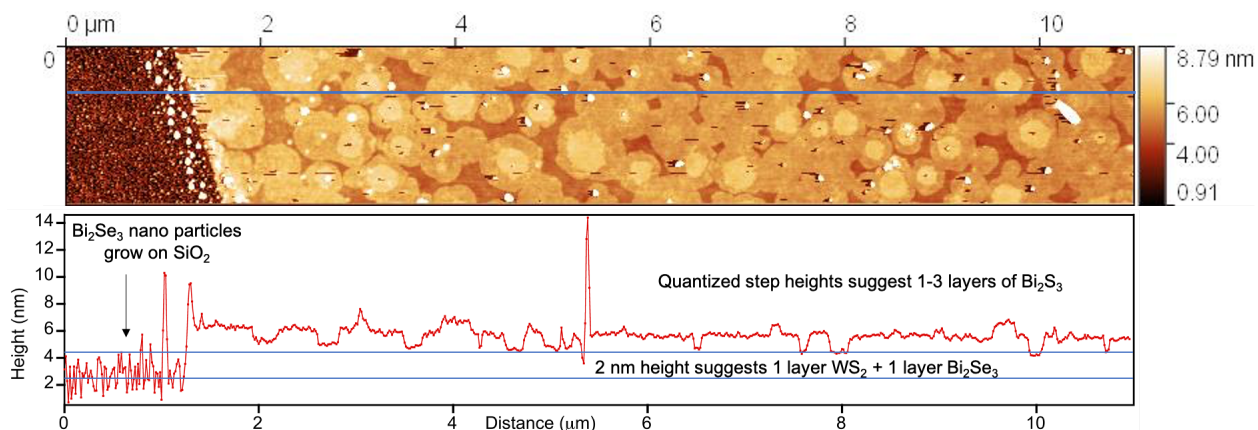 0 µm 2 4 6 8 10
0
8.79 nm
6.00
4.00
0.91
14
12
10
8
6
4
2
Height (nm)
Bi₂Se₃ nano particles
grow on SiO₂
Quantized step heights suggest 1-3 layers of Bi₂S₃
2 nm height suggests 1 layer WS₂ + 1 layer Bi₂Se₃
0 2 4 6 8 10
Distance (µm)